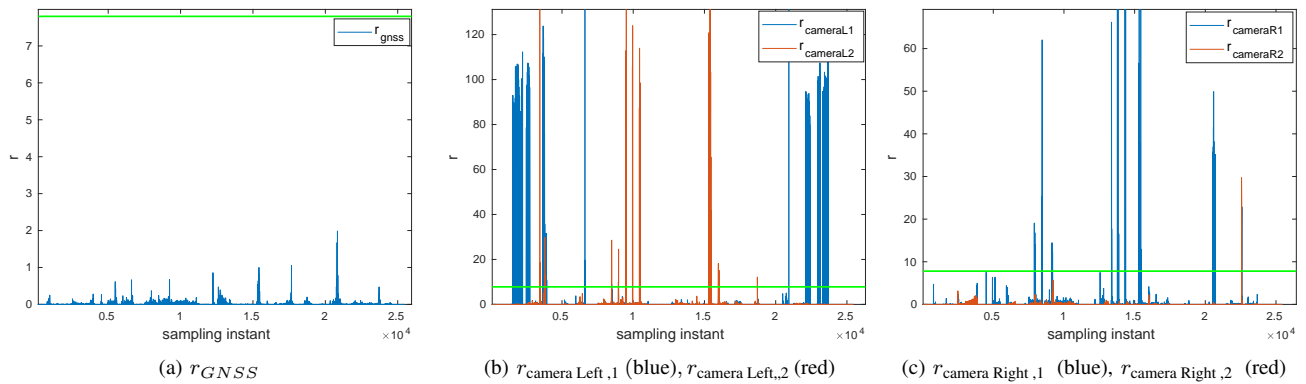 7
6
5
4
3
2
1
0
r
r_gnss
0.5 1 1.5 2 2.5
×10^4
sampling instant
(a) r_GNSS
120
100
80
60
40
20
0
r
r_cameraL1
r_cameraL2
0.5 1 1.5 2 2.5
×10^4
sampling instant
(b) r_camera Left ,1 (blue), r_camera Left,,2 (red)
60
50
40
30
20
10
0
r
r_cameraR1
r_cameraR2
0.5 1 1.5 2 2.5
×10^4
sampling instant
(c) r_camera Right ,1 (blue), r_camera Right ,2 (red)